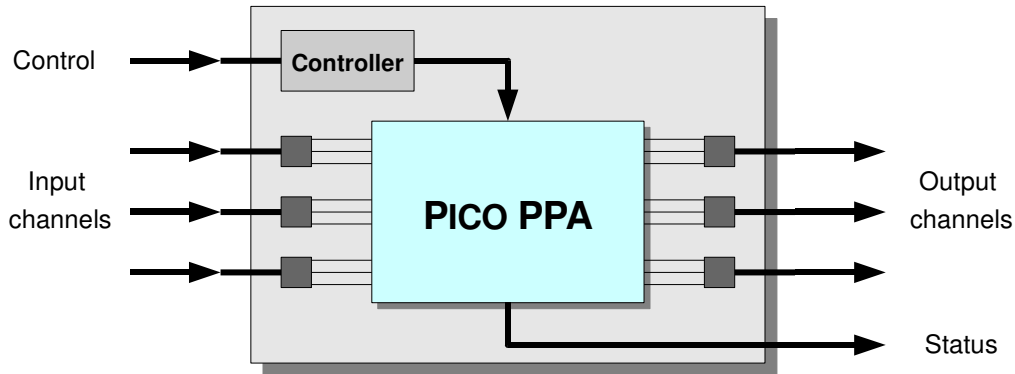 Control
Controller
Input
channels
PICO PPA
Output
channels
Status